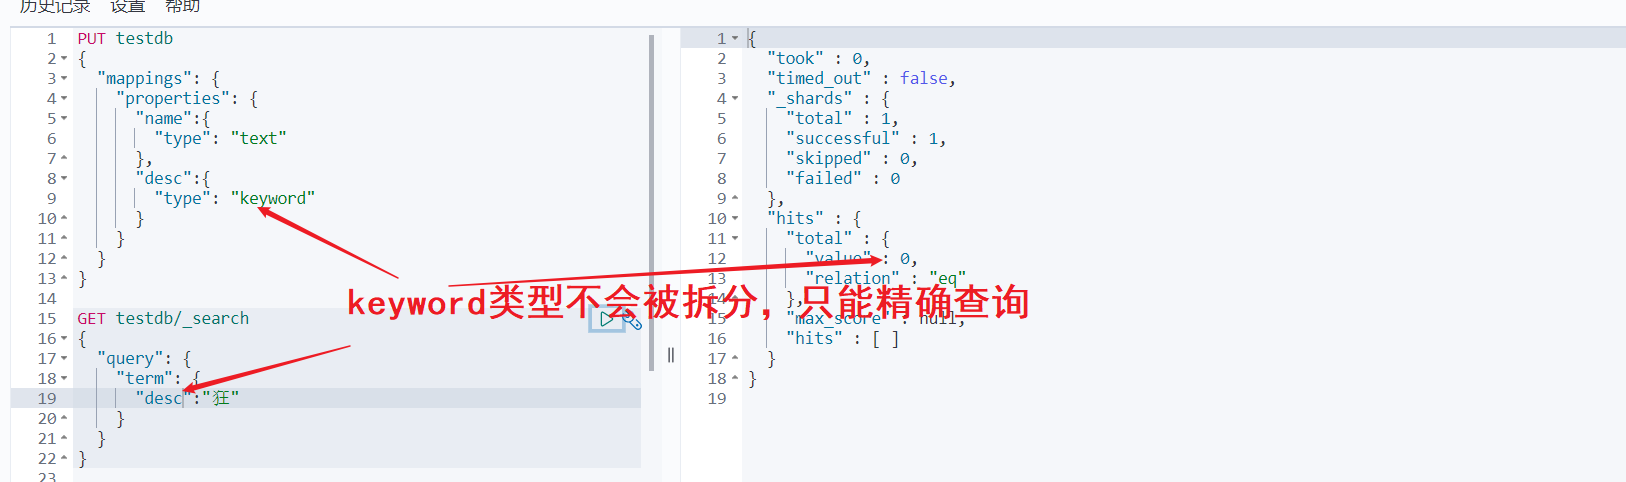 历史记录 设置 帮助
1 PUT testdb
2 {
3 "mappings": {
4 "properties": {
5 "name":{
6 "type": "text"
7 },
8 "desc":{
9 "type": "keyword"
10 }
11 }
12 }
13 }
14
15 GET testdb/_search
16 {
17 "query": {
18 "term": {
19 "desc":"狂"
20 }
21 }
22 }
23
1 {
2 "took" : 0,
3 "timed_out" : false,
4 "_shards" : {
5 "total" : 1,
6 "successful" : 1,
7 "skipped" : 0,
8 "failed" : 0
9 },
10 "hits" : {
11 "total" : {
12 "value" : 0,
13 "relation" : "eq"
14 },
15 "max_score" : null,
16 "hits" : [ ]
17 }
18 }
19
keyword类型不会被拆分，只能精确查询